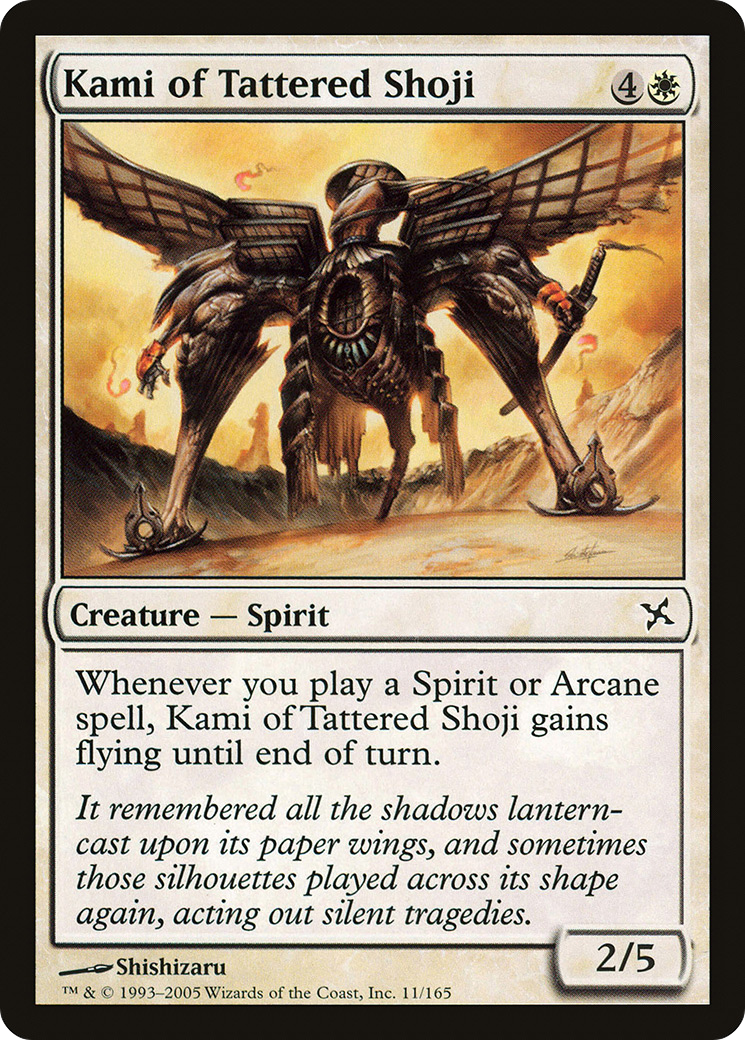 Kami of Tattered Shoji 4
Creature — Spirit
Whenever you play a Spirit or Arcane
spell, Kami of Tattered Shoji gains
flying until end of turn.
It remembered all the shadows lantern-
cast upon its paper wings, and sometimes
those silhouettes played across its shape
again, acting out silent tragedies.
2/5
Shishizaru
™ & © 1993–2005 Wizards of the Coast, Inc. 11/165